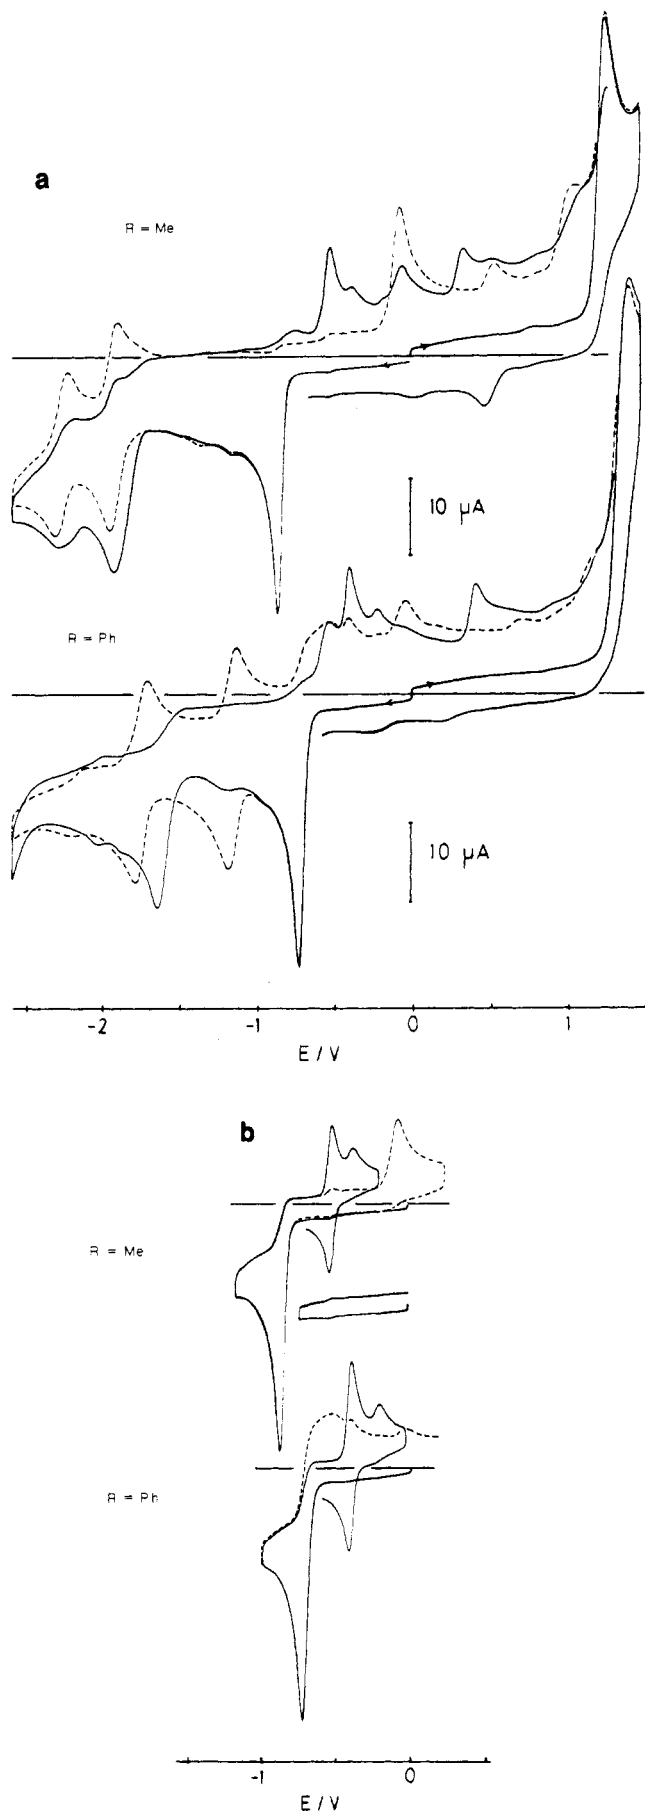 a
R = Me
10 μA
R = Ph
10 μA
-2 -1 0 1
E / V
b
R = Me
R = Ph
-1 0
E / V